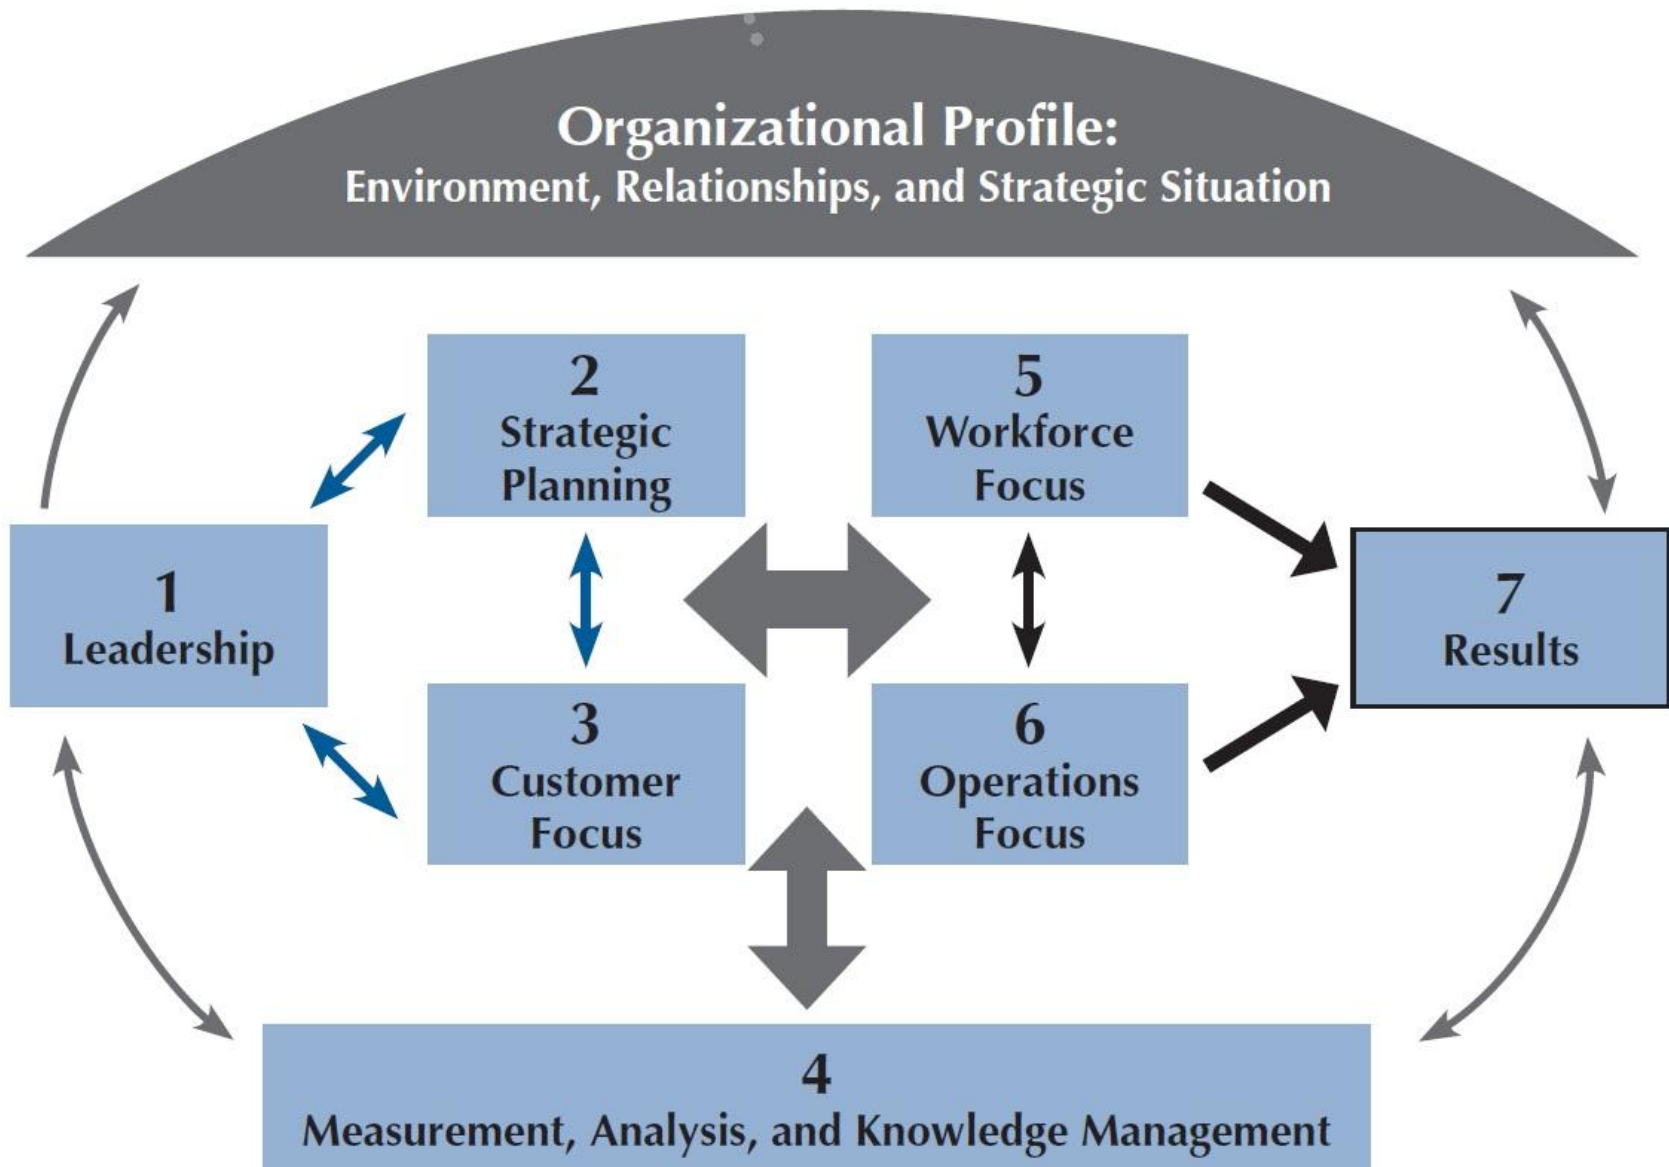 Organizational Profile:
Environment, Relationships, and Strategic Situation
1
Leadership
2
Strategic
Planning
3
Customer
Focus
5
Workforce
Focus
6
Operations
Focus
7
Results
4
Measurement, Analysis, and Knowledge Management